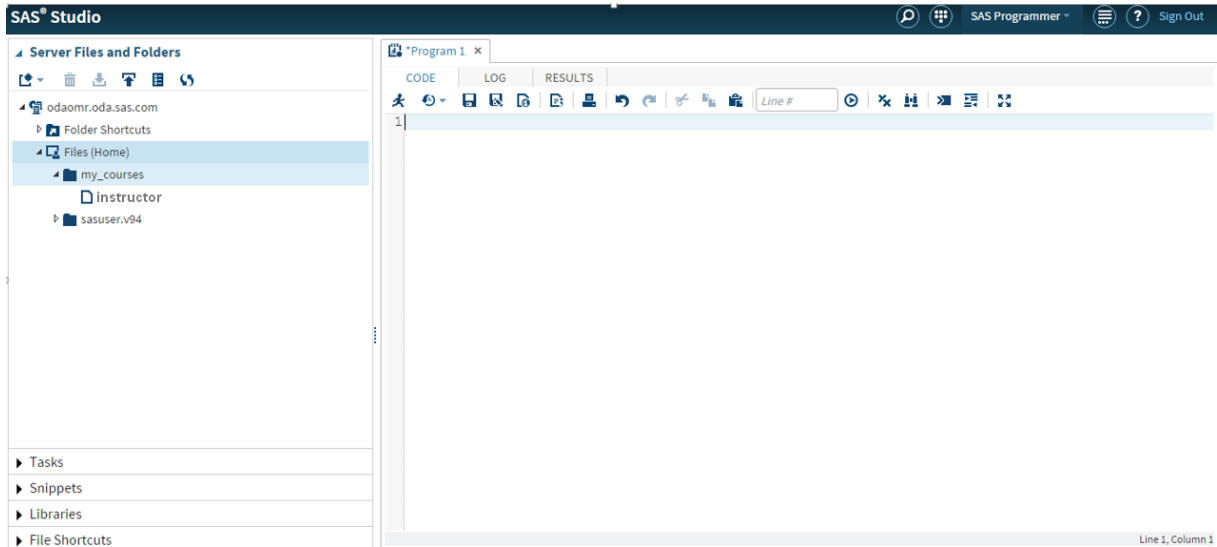 SAS® Studio
SAS Programmer
? Sign Out
Server Files and Folders
odaomr.oda.sas.com
Folder Shortcuts
Files (Home)
my_courses
instructor
sasuser.v94
Tasks
Snippets
Libraries
File Shortcuts
*Program 1
CODE LOG RESULTS
Line #
1
Line 1, Column 1